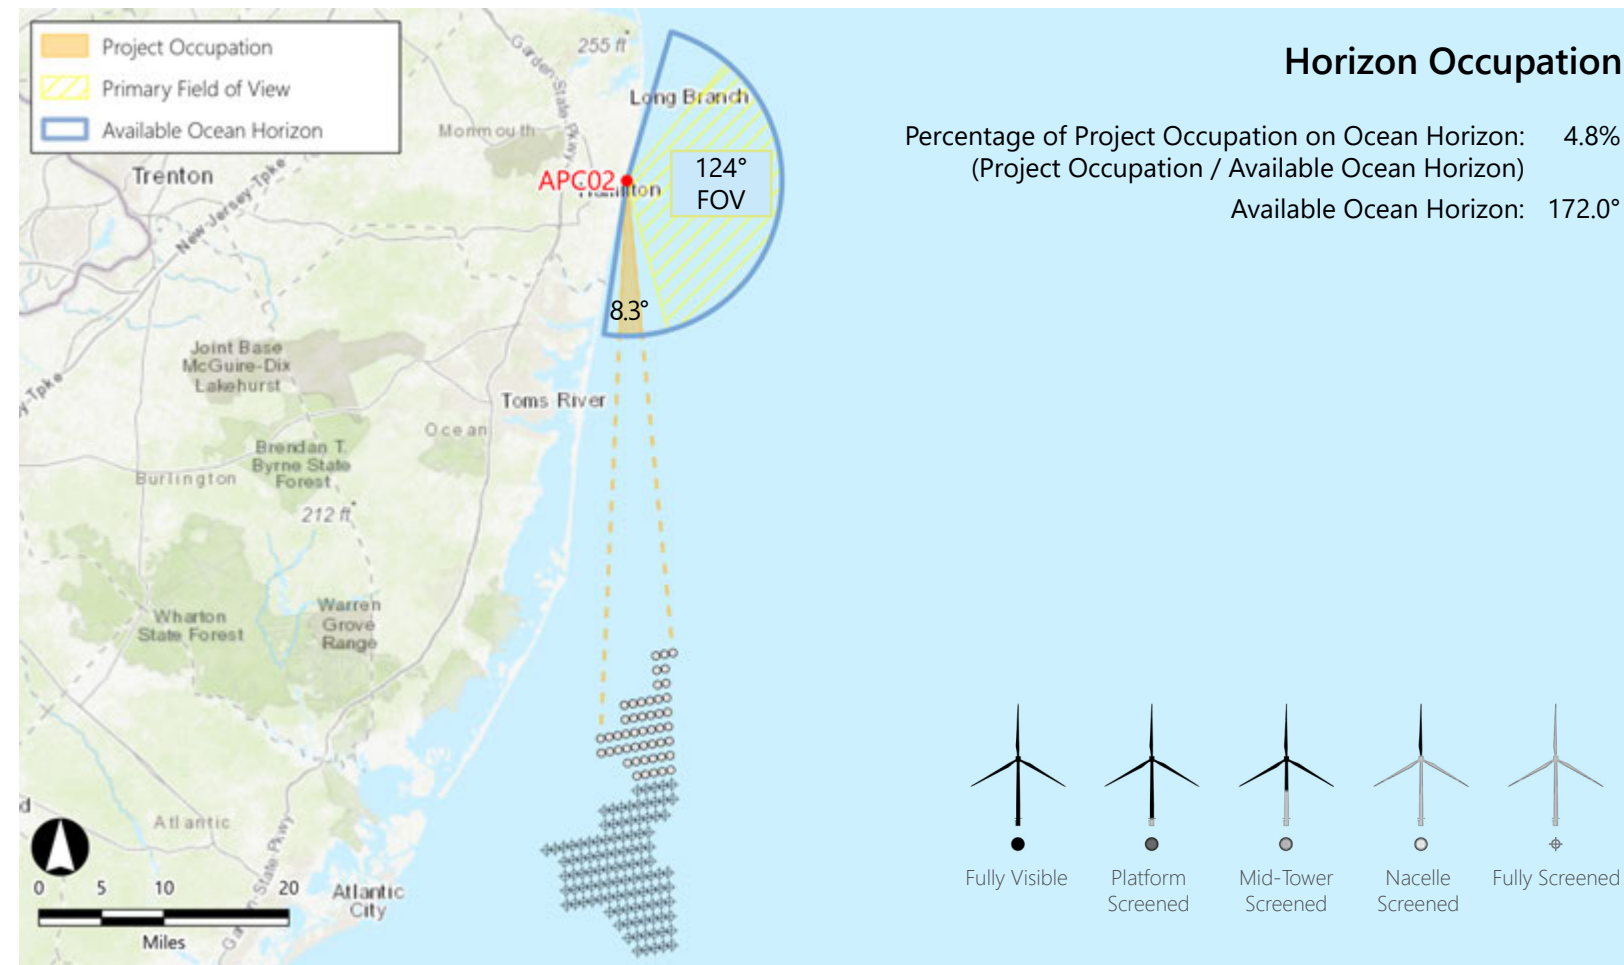 Project Occupation
Primary Field of View
Available Ocean Horizon
Horizon Occupation
Percentage of Project Occupation on Ocean Horizon: 4.8%
(Project Occupation / Available Ocean Horizon)
Available Ocean Horizon: 172.0°
Garden State Pkwy
255 ft
Long Branch
Monmouth
Trenton
New Jersey Tpke
APC02
124°
FOV
8.3°
Joint Base
McGuire-Dix
Lakehurst
y-Tpke
Toms River
Ocean
Brendan T.
Byrne State
Forest
Burlington
212 ft
Warren
Grove
Range
Wharton
State Forest
d
Atlantic
State Pkwy
Atlantic
City
0 5 10 20
Miles
Fully Visible
Platform
Screened
Mid-Tower
Screened
Nacelle
Screened
Fully Screened